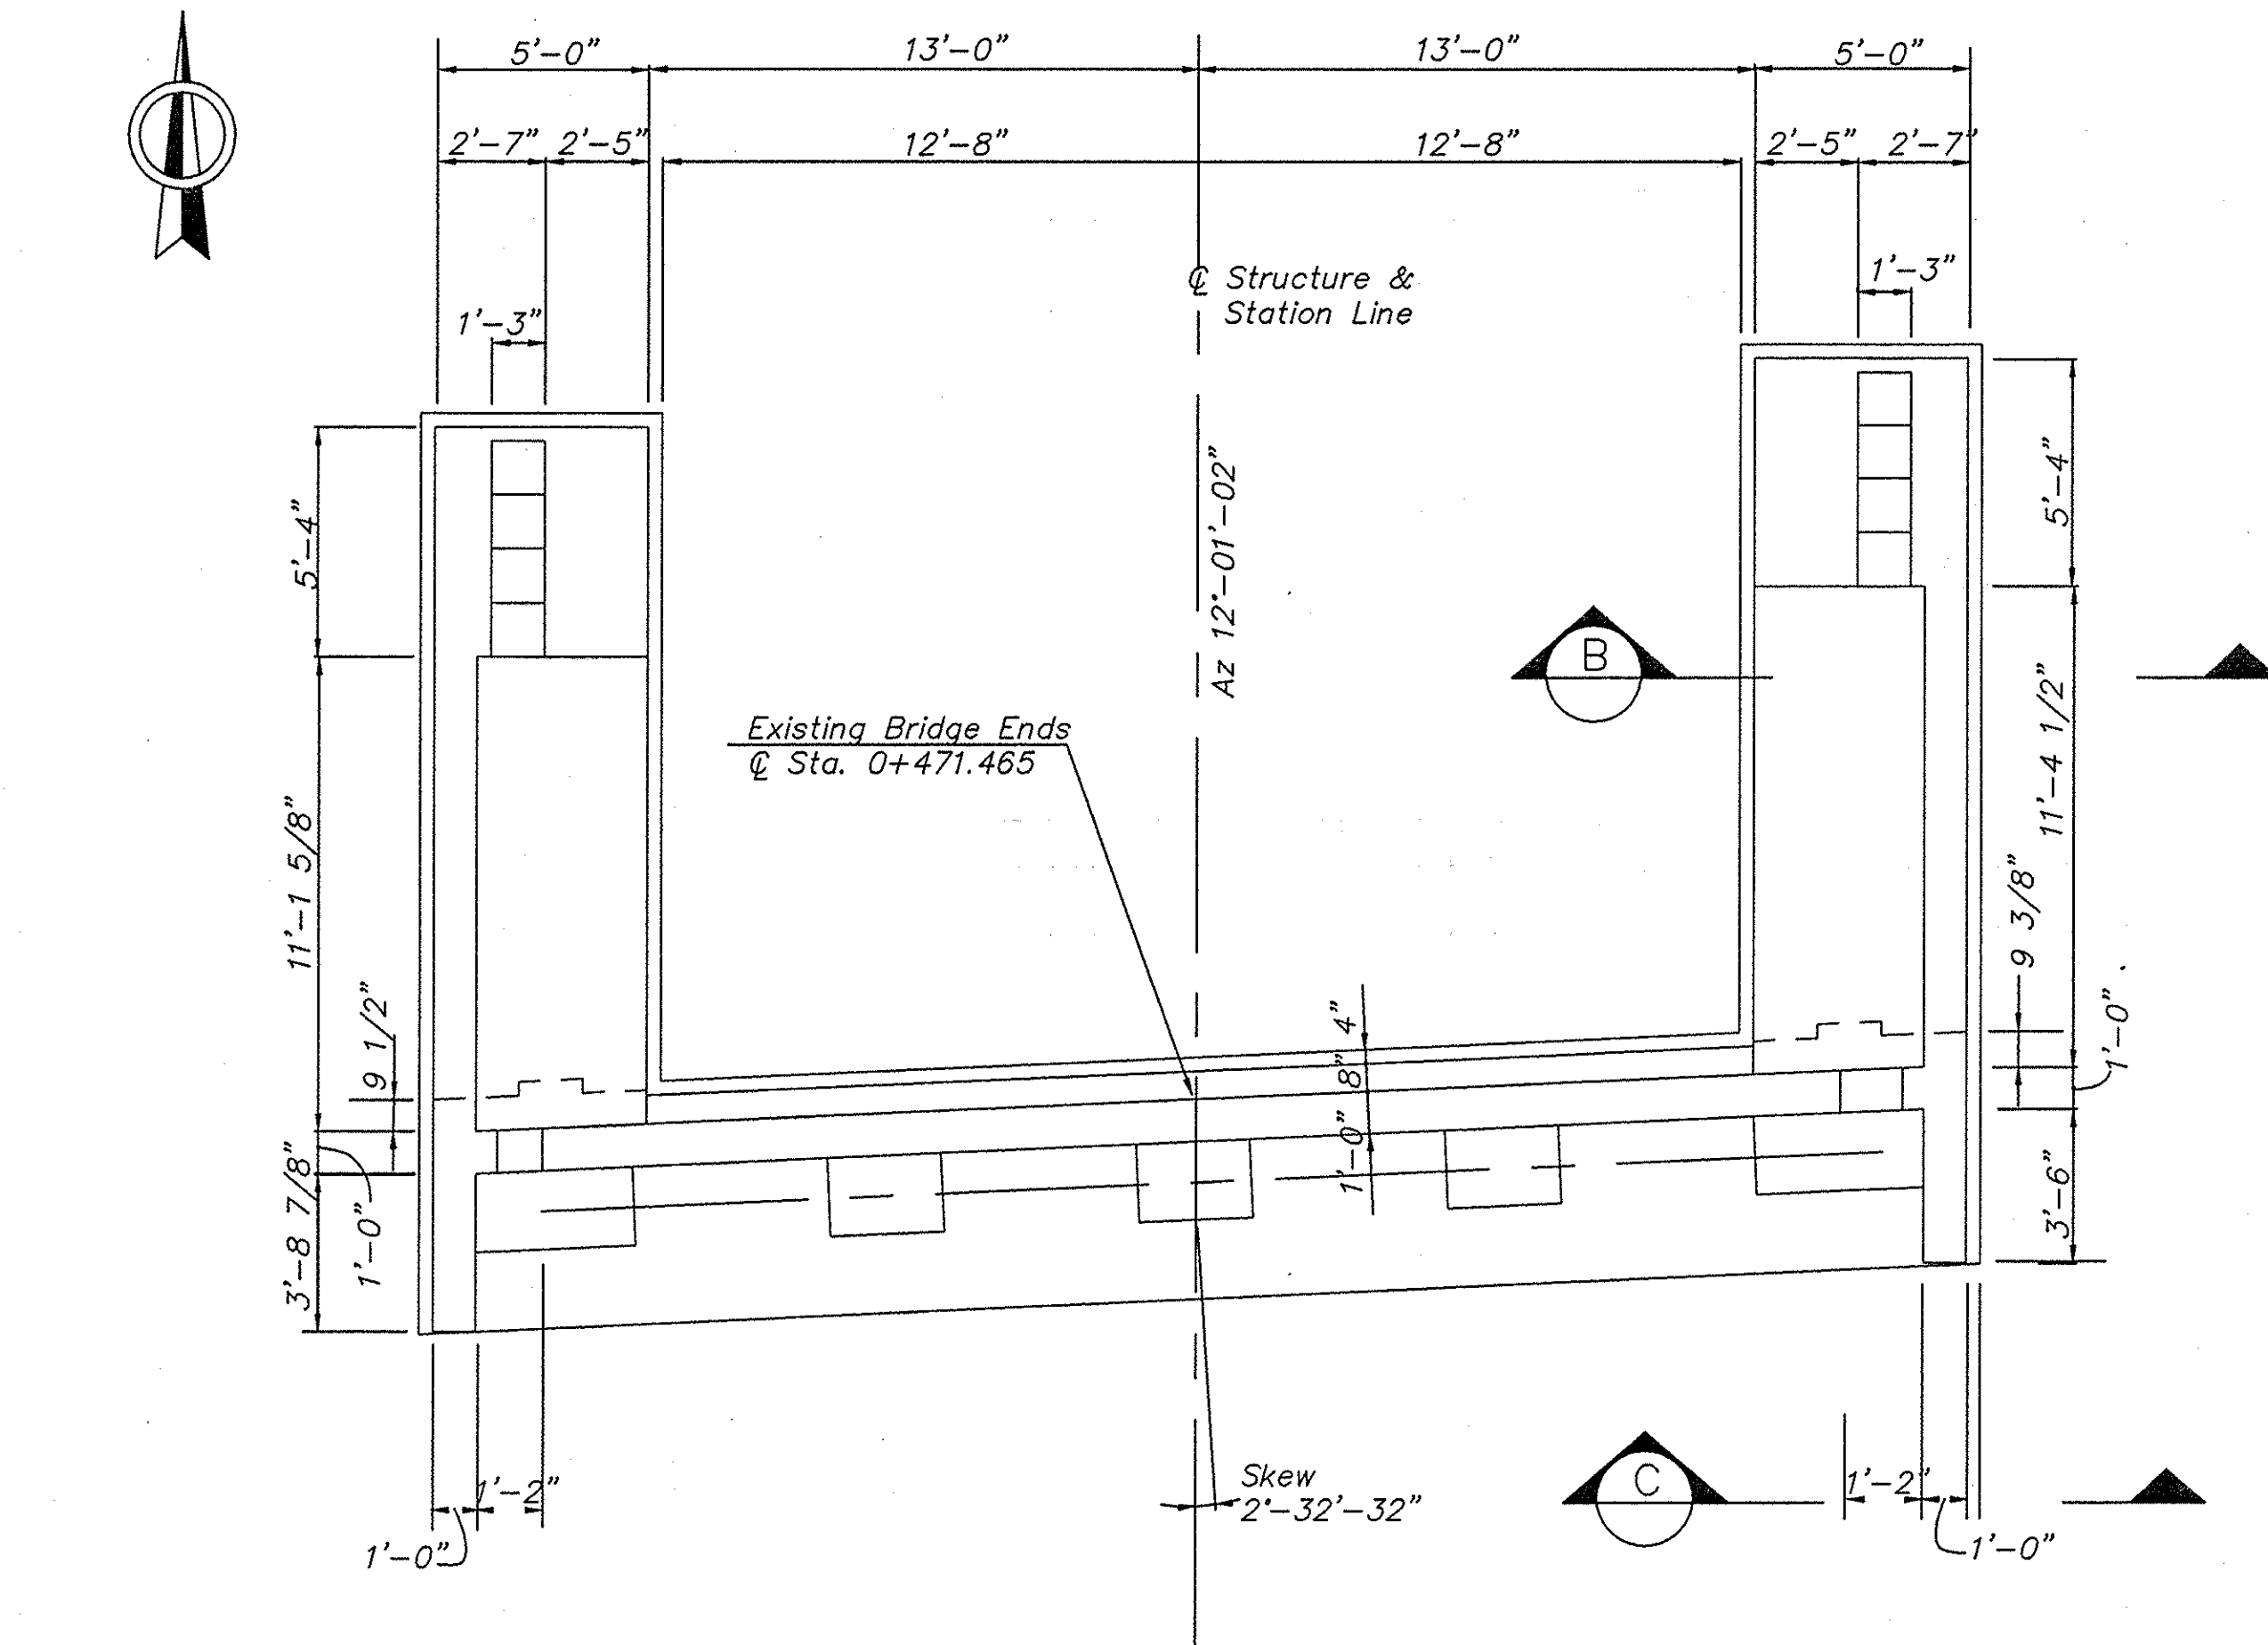 5'-0" 13'-0" 13'-0" 5'-0"
2'-7" 2'-5" 12'-8" 12'-8" 2'-5" 2'-7"
1'-3"
℄ Structure &
Station Line
1'-3"
Az 12°-01'-02"
5'-4"
5'-4"
B
11'-4 1/2"
Existing Bridge Ends
℄ Sta. 0+471.465
11'-1 5/8"
9 3/8"
9 1/2"
4"
8"
1'-0"
1'-0"
3'-8 7/8"
1'-0"
3'-6"
Skew
2°-32'-32"
C
1'-2"
1'-0"
1'-2"
1'-0"